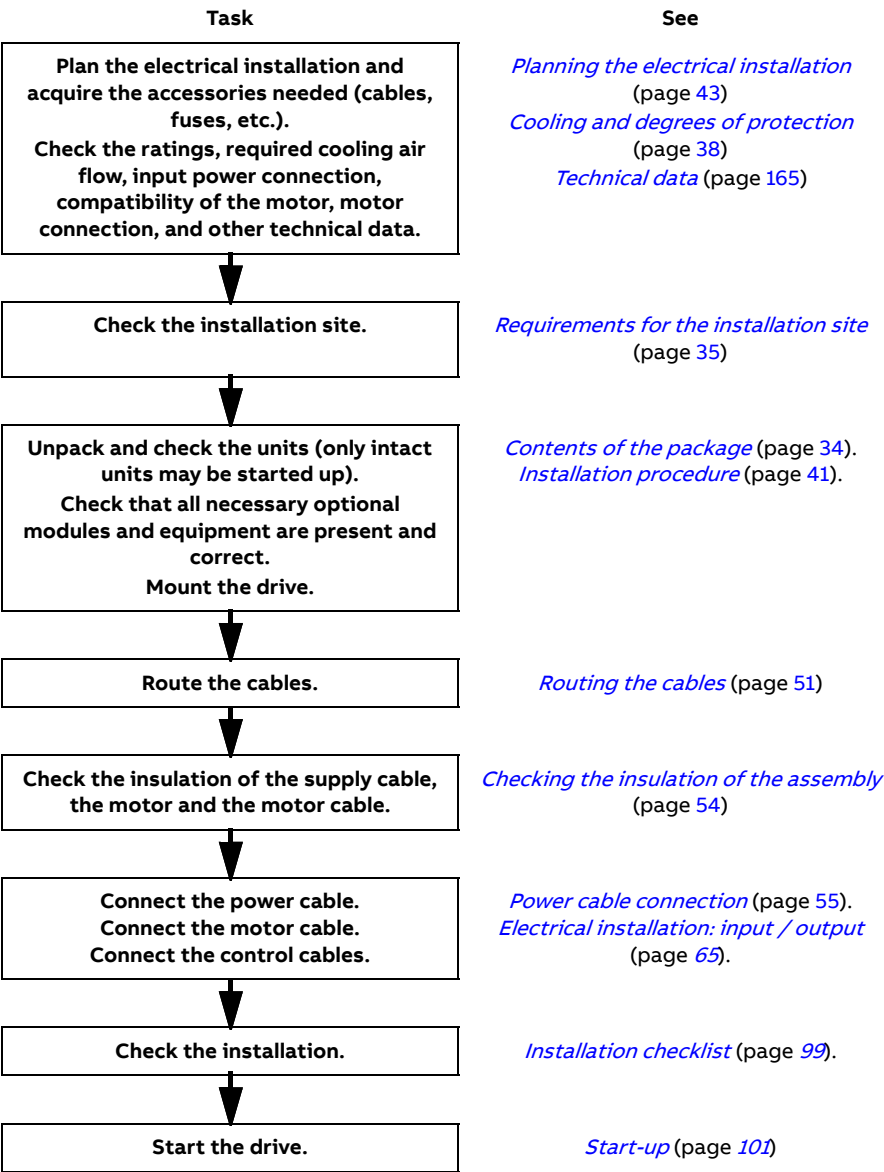 Task
See
Plan the electrical installation and
acquire the accessories needed (cables,
fuses, etc.).
Check the ratings, required cooling air
flow, input power connection,
compatibility of the motor, motor
connection, and other technical data.
Planning the electrical installation
(page 43)
Cooling and degrees of protection
(page 38)
Technical data (page 165)
Check the installation site.
Requirements for the installation site
(page 35)
Unpack and check the units (only intact
units may be started up).
Check that all necessary optional
modules and equipment are present and
correct.
Mount the drive.
Contents of the package (page 34).
Installation procedure (page 41).
Route the cables.
Routing the cables (page 51)
Check the insulation of the supply cable,
the motor and the motor cable.
Checking the insulation of the assembly
(page 54)
Connect the power cable.
Connect the motor cable.
Connect the control cables.
Power cable connection (page 55).
Electrical installation: input / output
(page 65).
Check the installation.
Installation checklist (page 99).
Start the drive.
Start-up (page 101)